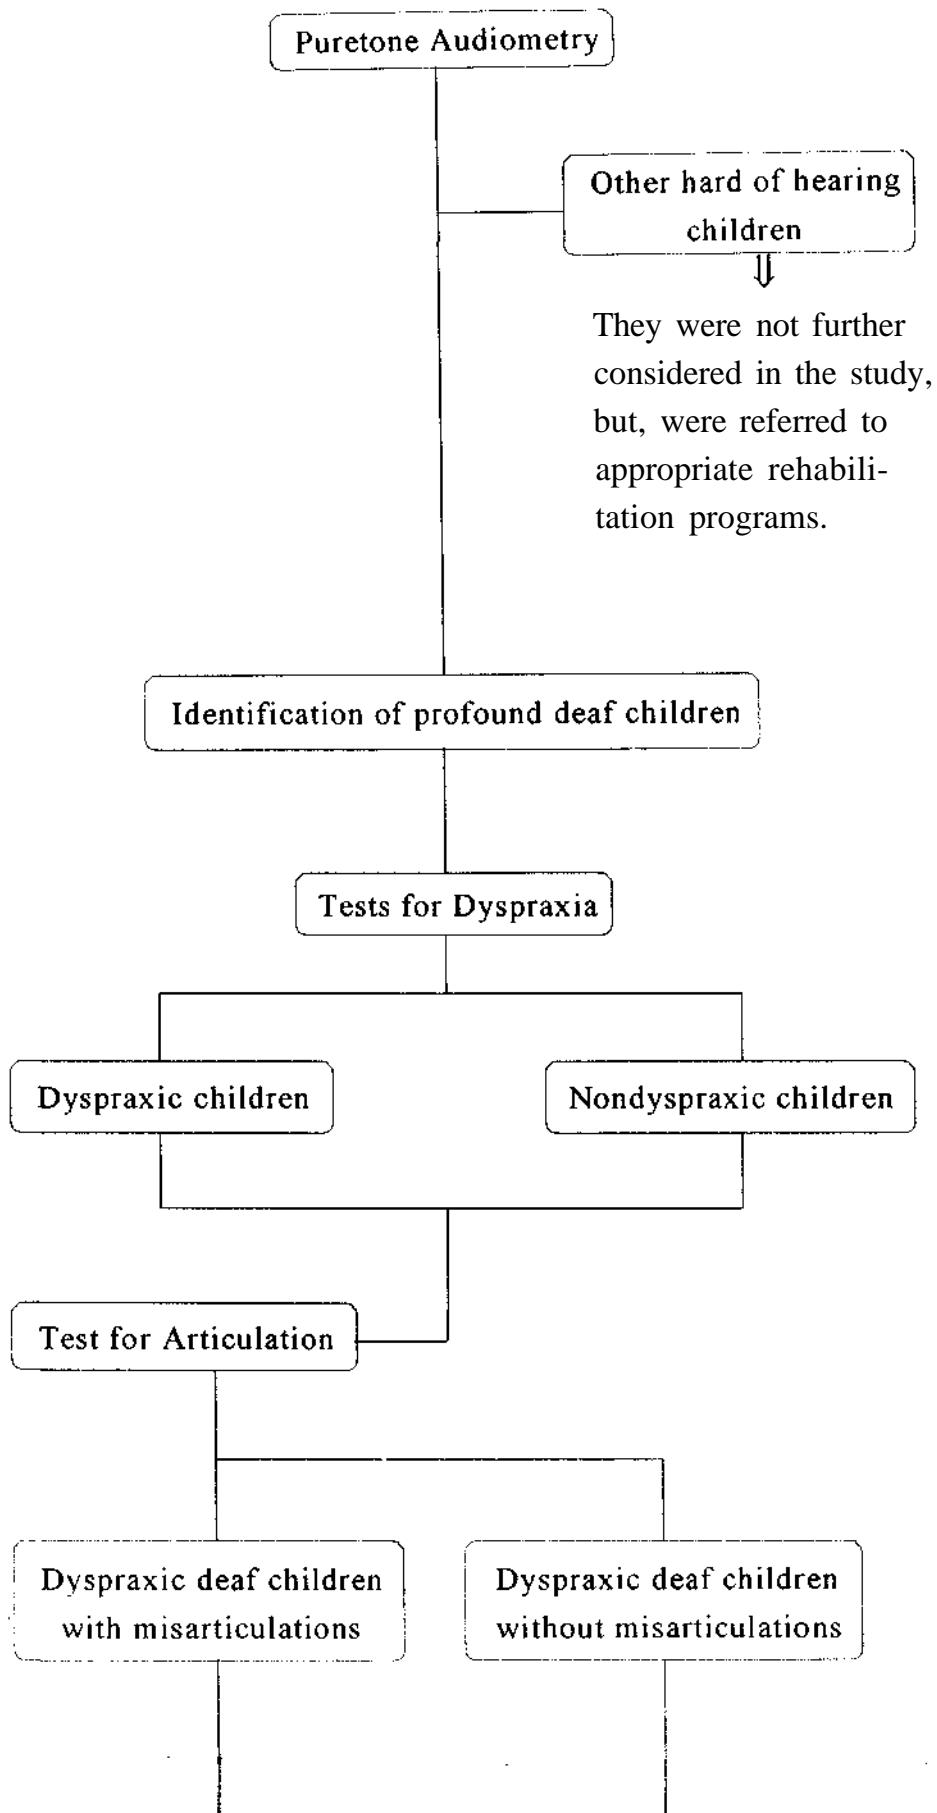 Puretone Audiometry
Other hard of hearing
children
They were not further
considered in the study,
but, were referred to
appropriate rehabili-
tation programs.
Identification of profound deaf children
Tests for Dyspraxia
Dyspraxic children
Nondyspraxic children
Test for Articulation
Dyspraxic deaf children
with misarticulations
Dyspraxic deaf children
without misarticulations